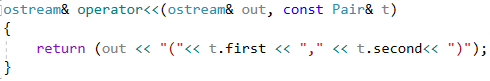 ostream& operator<<(ostream& out, const Pair& t)
{
return (out << "("<< t.first << "," << t.second<< ")");
}